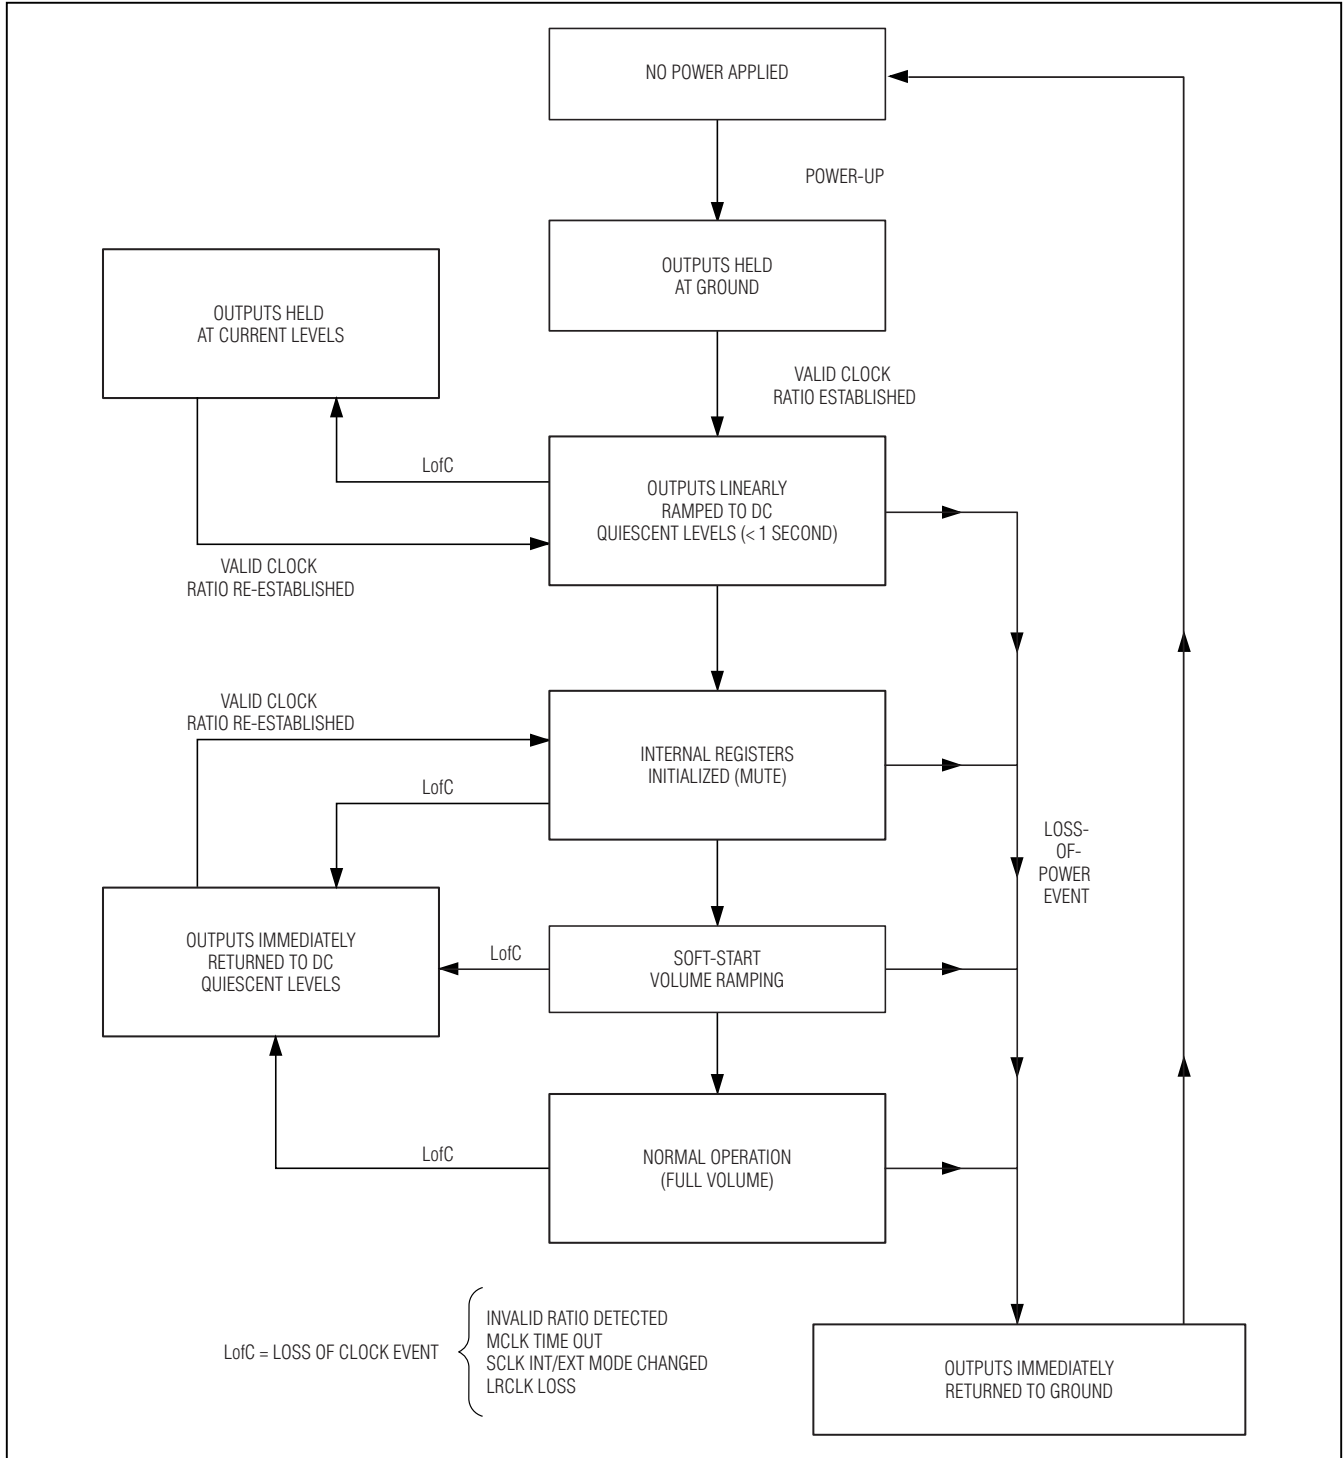 NO POWER APPLIED
POWER-UP
OUTPUTS HELD
AT GROUND
OUTPUTS HELD
AT CURRENT LEVELS
VALID CLOCK
RATIO ESTABLISHED
LofC
OUTPUTS LINEARLY
RAMPED TO DC
QUIESCENT LEVELS (< 1 SECOND)
VALID CLOCK
RATIO RE-ESTABLISHED
VALID CLOCK
RATIO RE-ESTABLISHED
INTERNAL REGISTERS
INITIALIZED (MUTE)
LofC
LOSS-
OF-
POWER
EVENT
OUTPUTS IMMEDIATELY
RETURNED TO DC
QUIESCENT LEVELS
LofC
SOFT-START
VOLUME RAMPING
LofC
NORMAL OPERATION
(FULL VOLUME)
LofC = LOSS OF CLOCK EVENT
INVALID RATIO DETECTED
MCLK TIME OUT
SCLK INT/EXT MODE CHANGED
LRCLK LOSS
OUTPUTS IMMEDIATELY
RETURNED TO GROUND